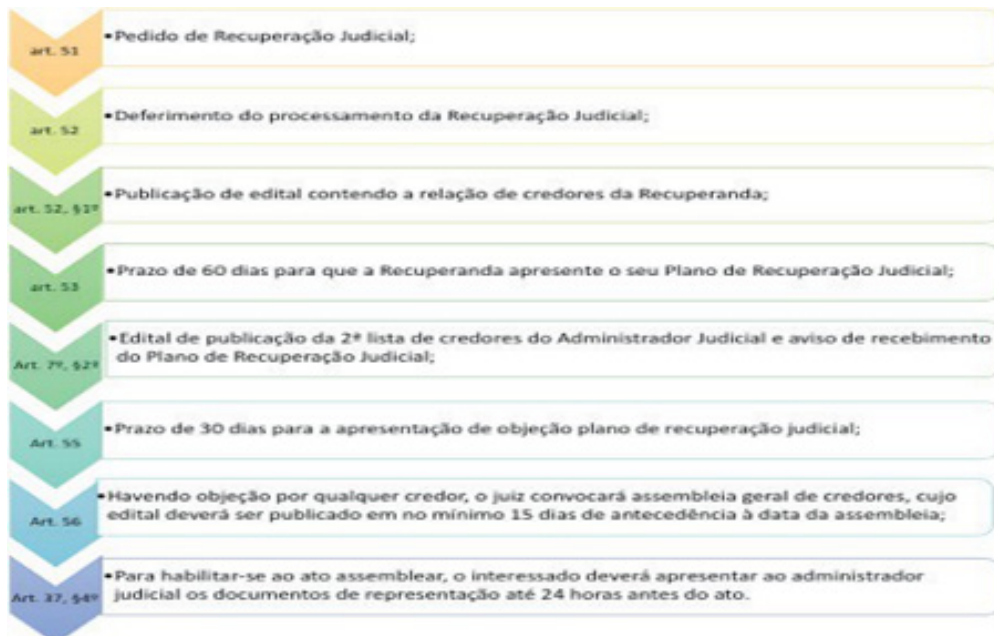 art. 51
•Pedido de Recuperação Judicial;
art. 52
•Deferimento do processamento da Recuperação Judicial;
art. 52, §1º
•Publicação de edital contendo a relação de credores da Recuperanda;
art. 53
•Prazo de 60 dias para que a Recuperanda apresente o seu Plano de Recuperação Judicial;
Art. 7º, §2º
•Edital de publicação da 2ª lista de credores do Administrador Judicial e aviso de recebimento
do Plano de Recuperação Judicial;
Art. 55
•Prazo de 30 dias para a apresentação de objeção plano de recuperação judicial;
Art. 56
•Havendo objeção por qualquer credor, o juiz convocará assembleia geral de credores, cujo
edital deverá ser publicado em no mínimo 15 dias de antecedência à data da assembleia;
Art. 37, §4º
•Para habilitar-se ao ato assemblear, o interessado deverá apresentar ao administrador
judicial os documentos de representação até 24 horas antes do ato.